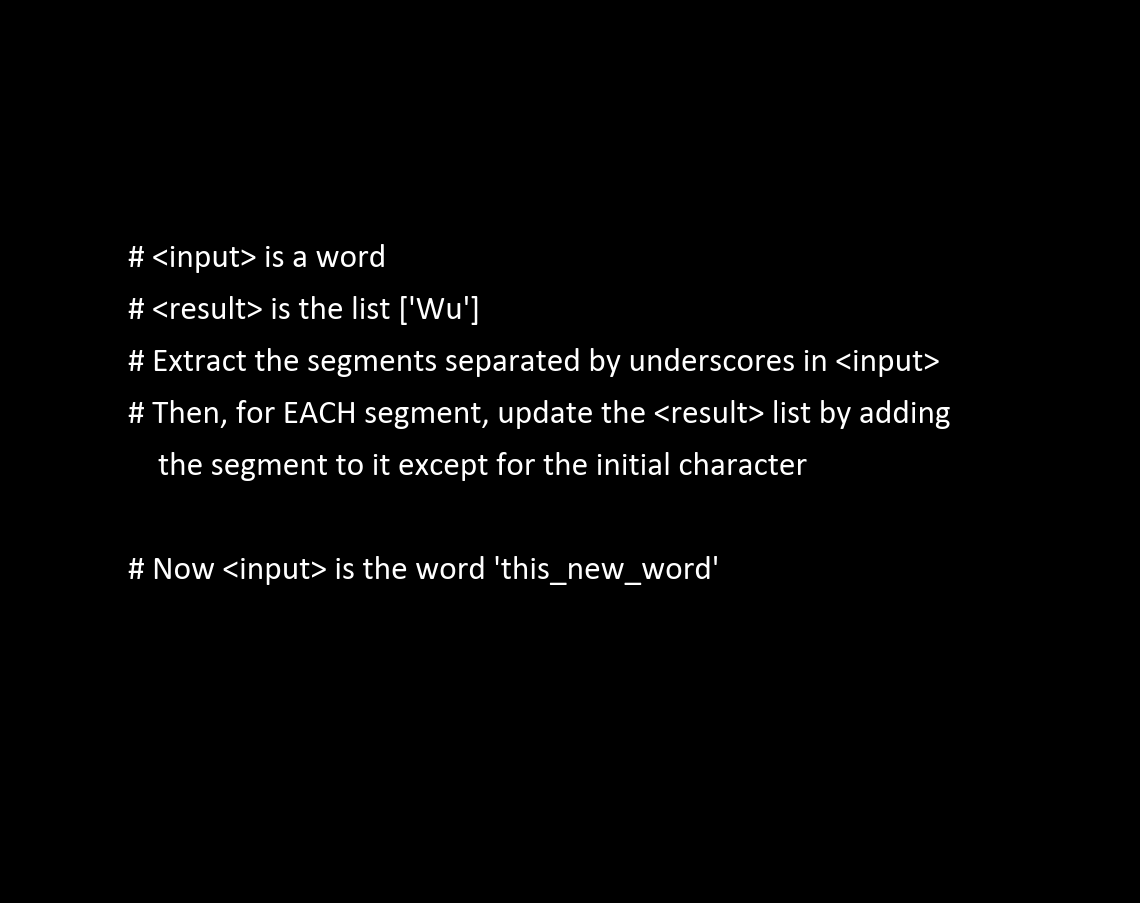 # <input> is a word
# <result> is the list ['Wu']
# Extract the segments separated by underscores in <input>
# Then, for EACH segment, update the <result> list by adding
the segment to it except for the initial character
# Now <input> is the word 'this_new_word'